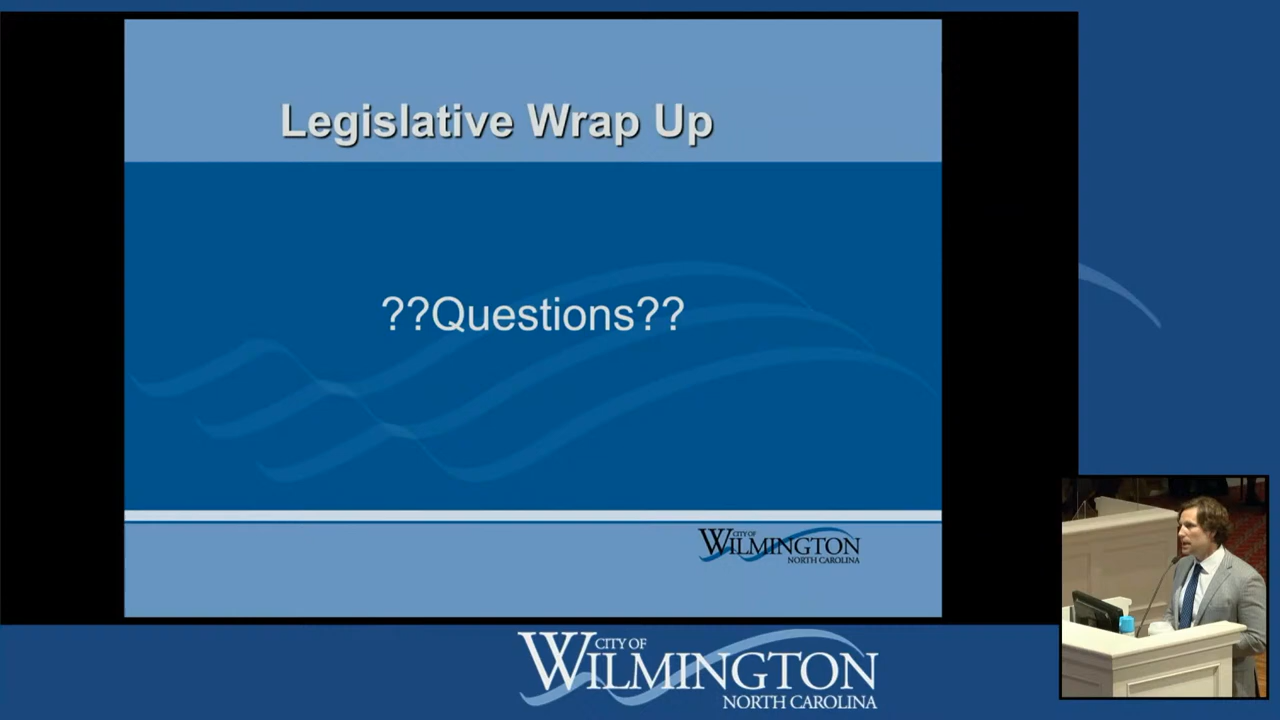 Legislative Wrap Up
??Questions??
CITY OF
WILMINGTON
NORTH CAROLINA
CITY OF
WILMINGTON
NORTH CAROLINA